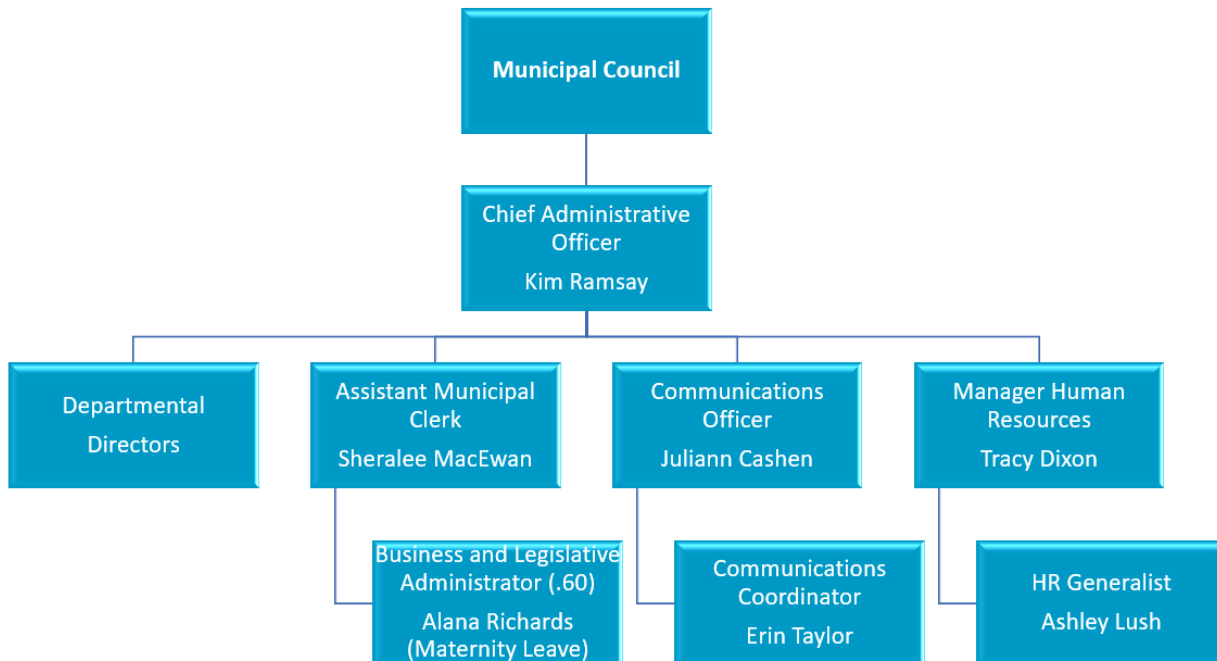 Municipal Council
Chief Administrative
Officer
Kim Ramsay
Departmental
Directors
Assistant Municipal
Clerk
Sheralee MacEwan
Communications
Officer
Juliann Cashen
Manager Human
Resources
Tracy Dixon
Business and Legislative
Administrator (.60)
Alana Richards
(Maternity Leave)
Communications
Coordinator
Erin Taylor
HR Generalist
Ashley Lush